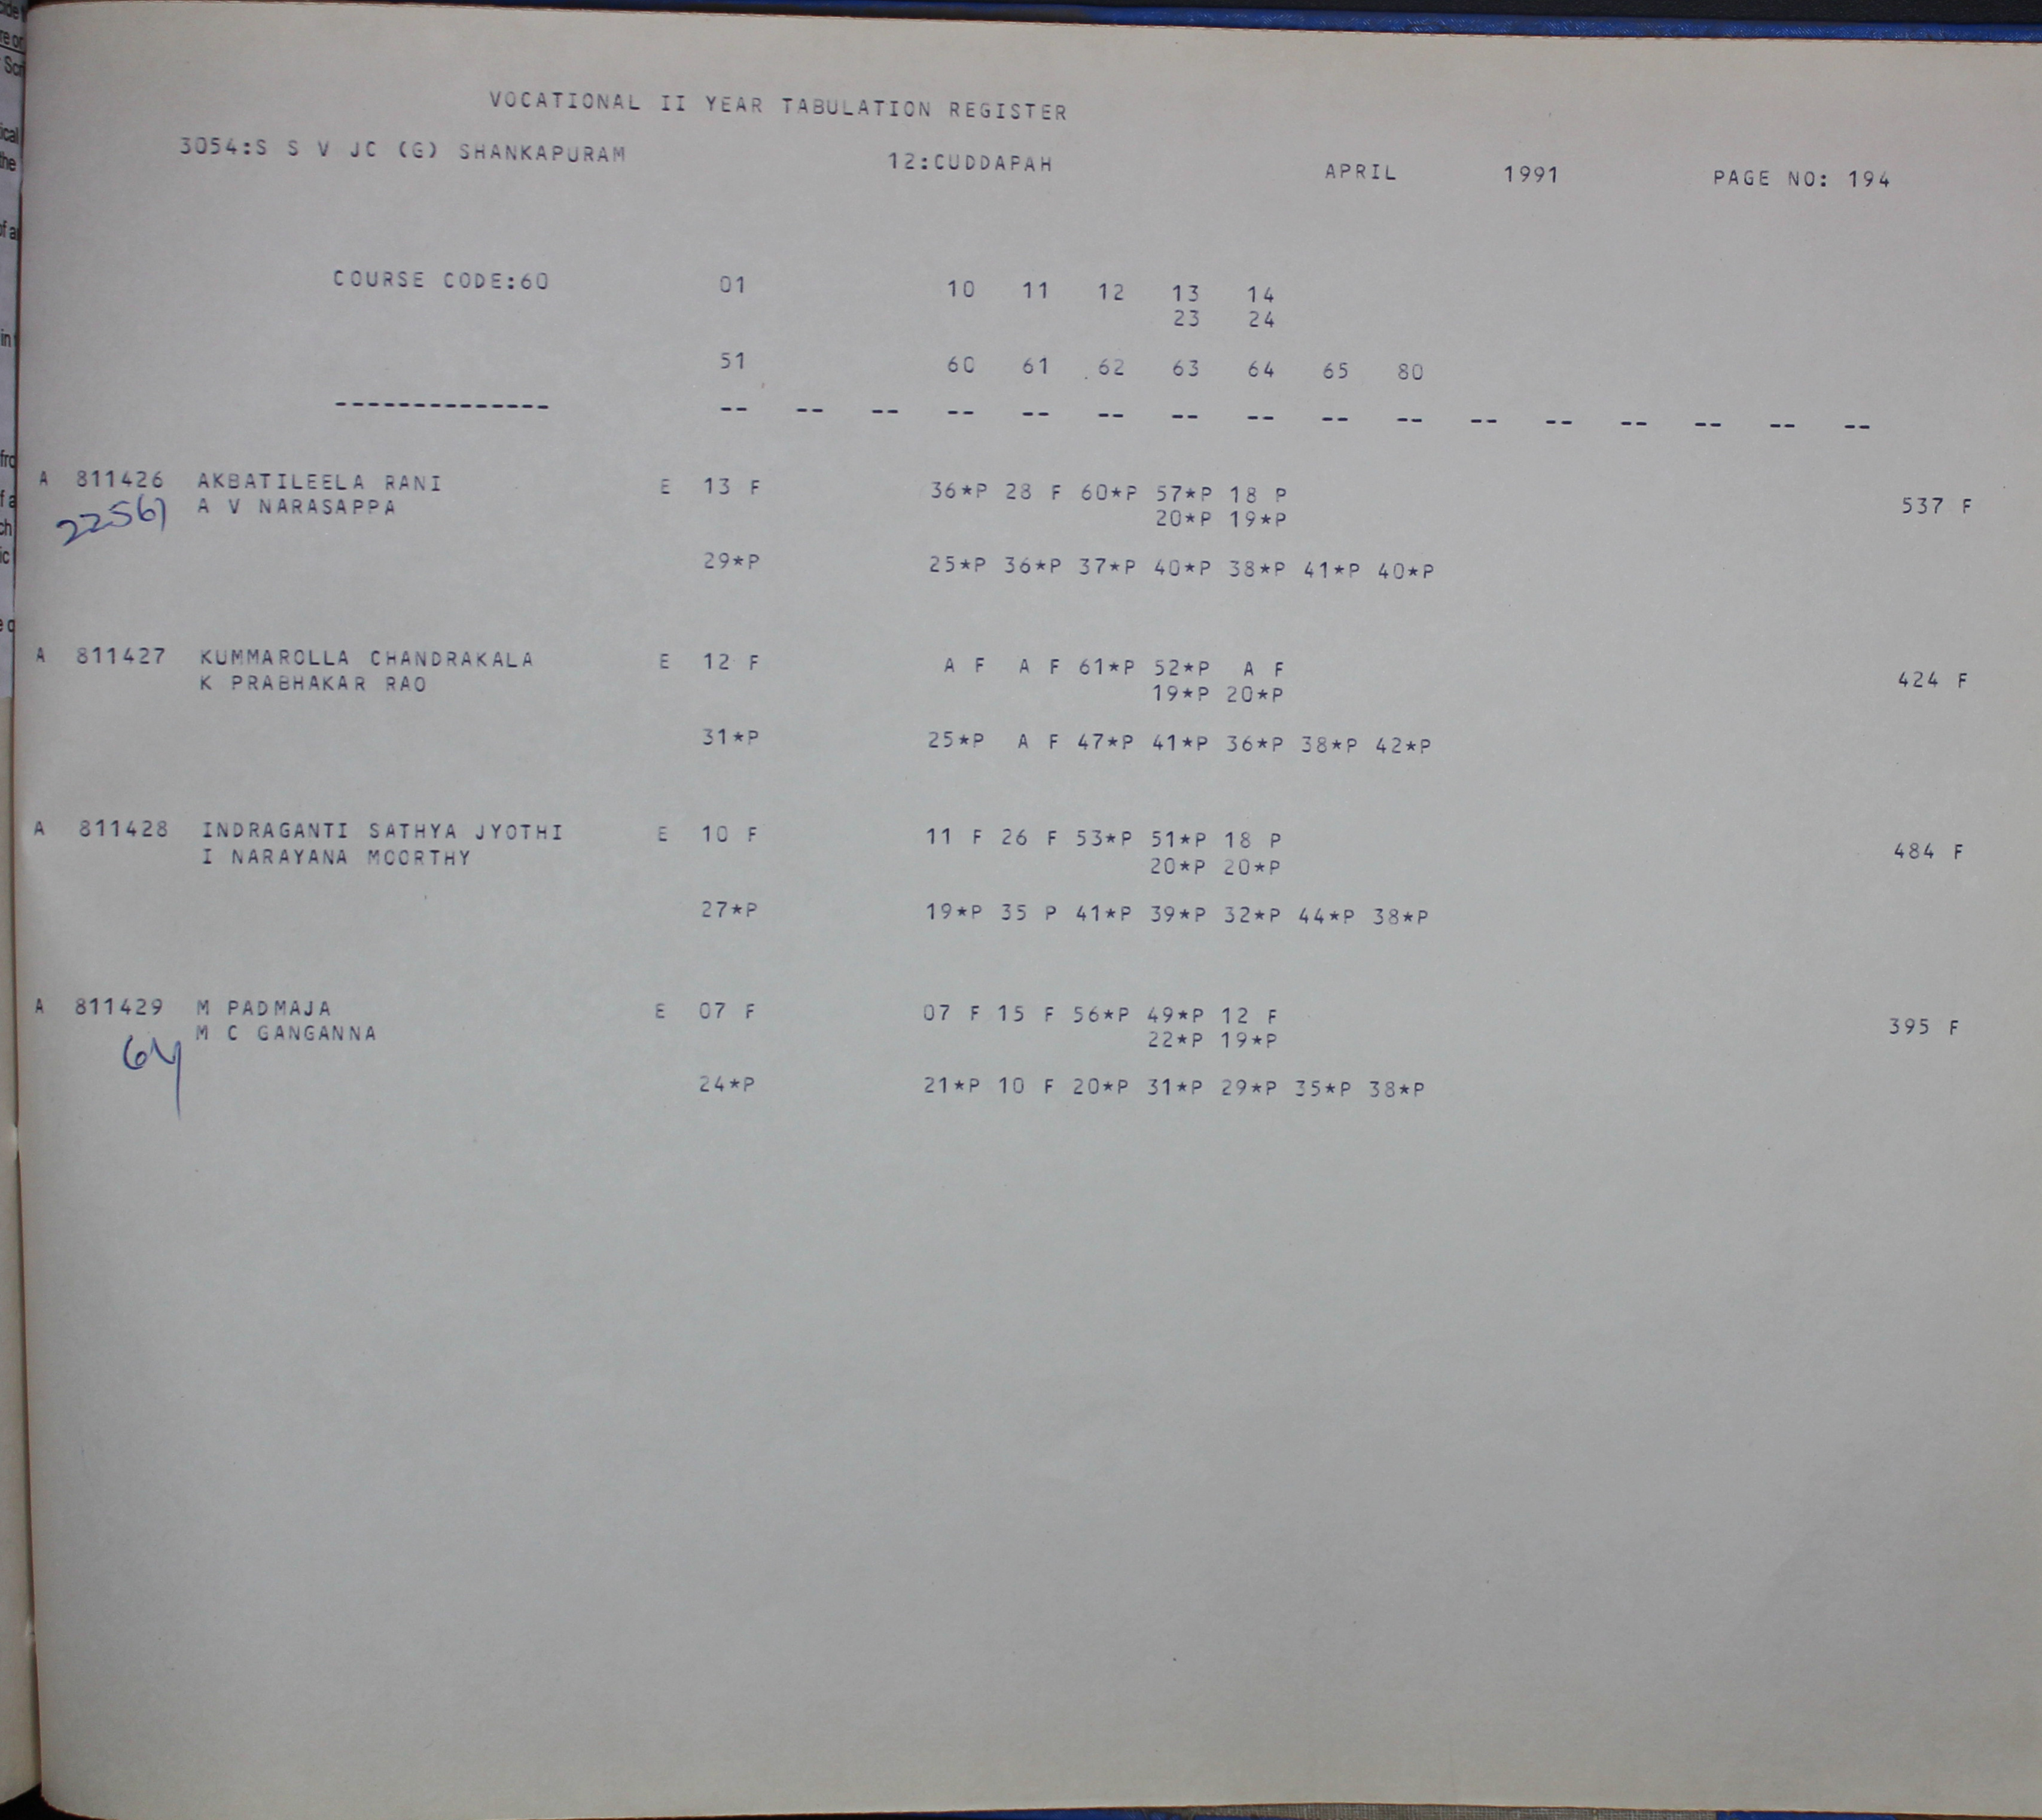 VOCATIONAL II YEAR TABULATION REGISTER
3054:S S V JC (G) SHANKAPURAM 12:CUDDAPAH APRIL 1991 PAGE NO: 194
COURSE CODE:60 01 10 11 12 13 14
23 24
51 60 61 62 63 64 65 80
-------------- -- -- -- -- -- -- -- -- -- -- -- -- -- -- -- --
A 811426 AKBATILEELA RANI E 13 F 36*P 28 F 60*P 57*P 18 P 537 F
22561 A V NARASAPPA 20*P 19*P
29*P 25*P 36*P 37*P 40*P 38*P 41*P 40*P
A 811427 KUMMAROLLA CHANDRAKALA E 12 F A F A F 61*P 52*P A F 424 F
K PRABHAKAR RAO 19*P 20*P
31*P 25*P A F 47*P 41*P 36*P 38*P 42*P
A 811428 INDRAGANTI SATHYA JYOTHI E 10 F 11 F 26 F 53*P 51*P 18 P 484 F
I NARAYANA MOORTHY 20*P 20*P
27*P 19*P 35 P 41*P 39*P 32*P 44*P 38*P
A 811429 M PADMAJA E 07 F 07 F 15 F 56*P 49*P 12 F 395 F
M C GANGANNA 22*P 19*P
24*P 21*P 10 F 20*P 31*P 29*P 35*P 38*P